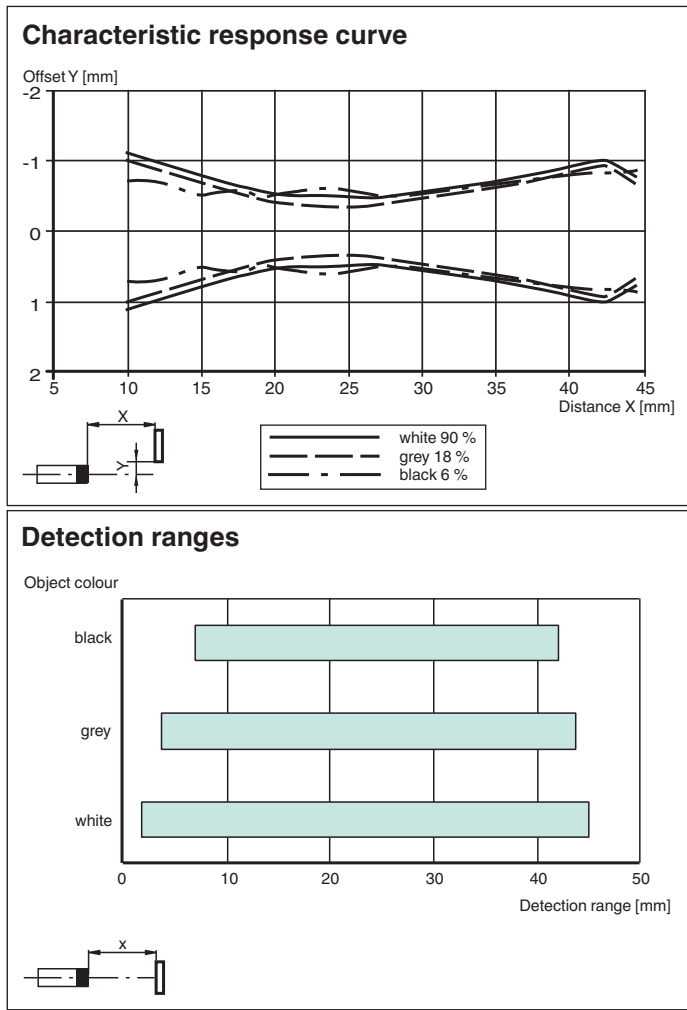 Characteristic response curve
Offset Y [mm]
-2
-1
0
1
2
5 10 15 20 25 30 35 40 45
Distance X [mm]
X
Y
white 90 %
grey 18 %
black 6 %
Detection ranges
Object colour
black
grey
white
0 10 20 30 40 50
Detection range [mm]
x